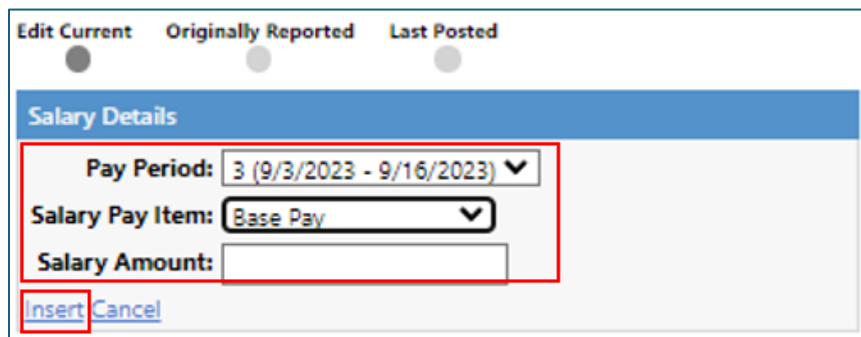 Edit Current Originally Reported Last Posted
Salary Details
Pay Period: 3 (9/3/2023 - 9/16/2023)
Salary Pay Item: Base Pay
Salary Amount:
Insert Cancel